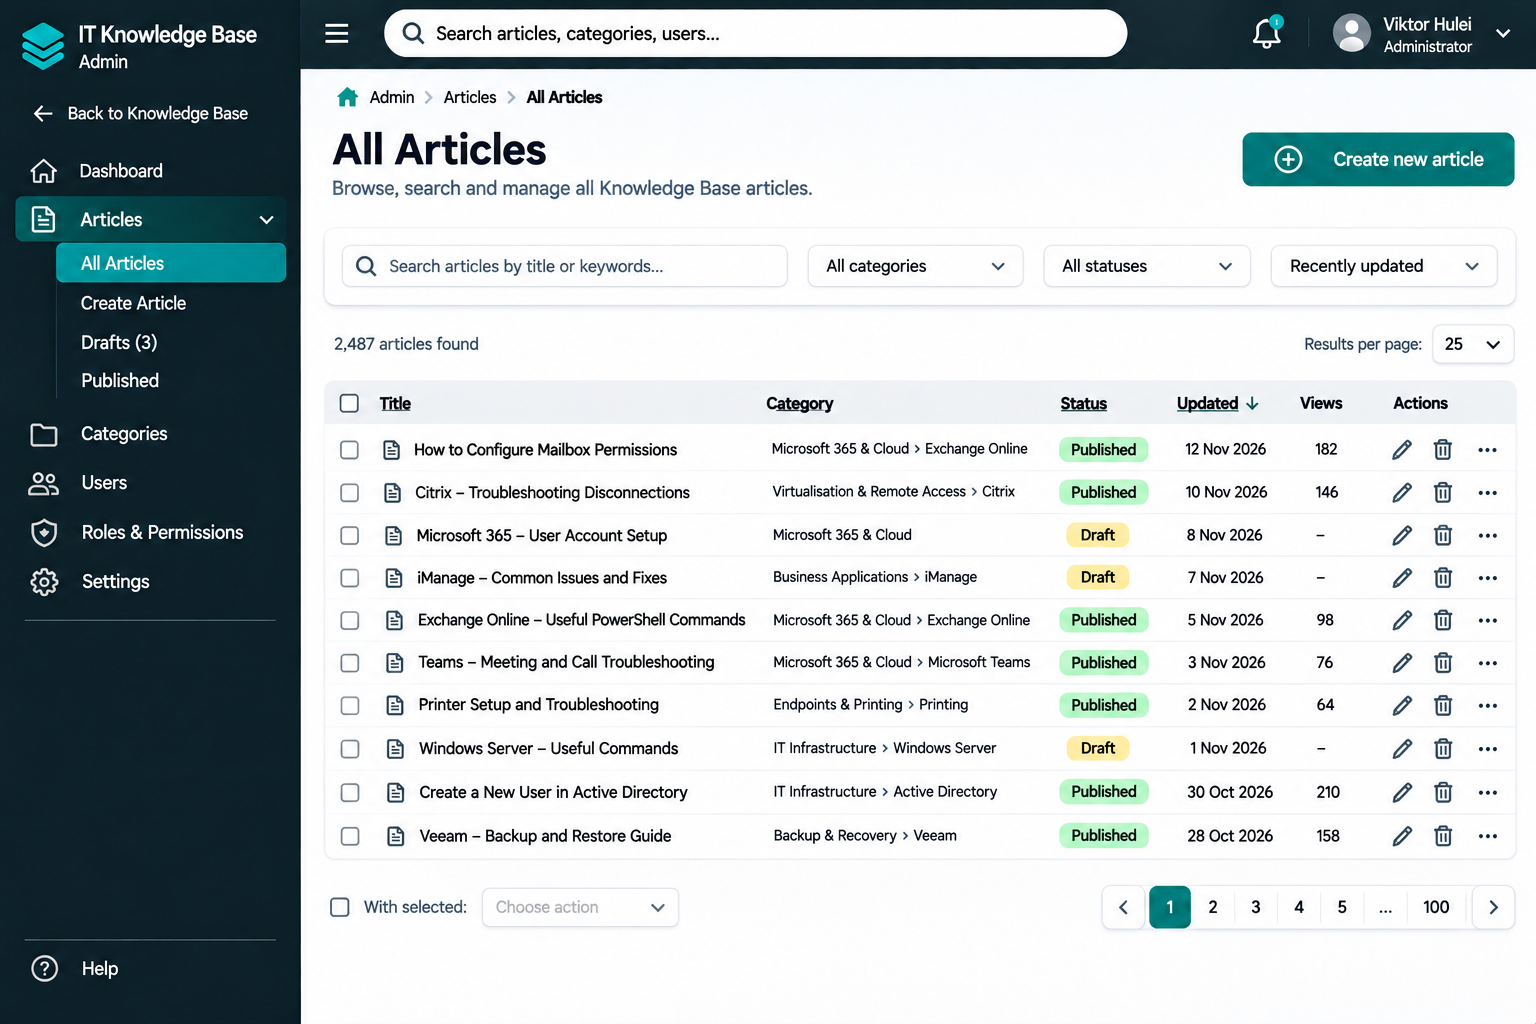 IT Knowledge Base
Admin
Back to Knowledge Base
Dashboard
Articles
All Articles
Create Article
Drafts (3)
Published
Categories
Users
Roles & Permissions
Settings
Help
Search articles, categories, users...
1
Viktor Hulei
Administrator
Admin > Articles > All Articles
All Articles
Browse, search and manage all Knowledge Base articles.
Create new article
Search articles by title or keywords...
All categories
All statuses
Recently updated
2,487 articles found
Results per page: 25
Title Category Status Updated ↓ Views Actions
How to Configure Mailbox Permissions Microsoft 365 & Cloud > Exchange Online Published 12 Nov 2026 182 ...
Citrix – Troubleshooting Disconnections Virtualisation & Remote Access > Citrix Published 10 Nov 2026 146 ...
Microsoft 365 – User Account Setup Microsoft 365 & Cloud Draft 8 Nov 2026 – ...
iManage – Common Issues and Fixes Business Applications > iManage Draft 7 Nov 2026 – ...
Exchange Online – Useful PowerShell Commands Microsoft 365 & Cloud > Exchange Online Published 5 Nov 2026 98 ...
Teams – Meeting and Call Troubleshooting Microsoft 365 & Cloud > Microsoft Teams Published 3 Nov 2026 76 ...
Printer Setup and Troubleshooting Endpoints & Printing > Printing Published 2 Nov 2026 64 ...
Windows Server – Useful Commands IT Infrastructure > Windows Server Draft 1 Nov 2026 – ...
Create a New User in Active Directory IT Infrastructure > Active Directory Published 30 Oct 2026 210 ...
Veeam – Backup and Restore Guide Backup & Recovery > Veeam Published 28 Oct 2026 158 ...
With selected: Choose action
< 1 2 3 4 5 ... 100 >